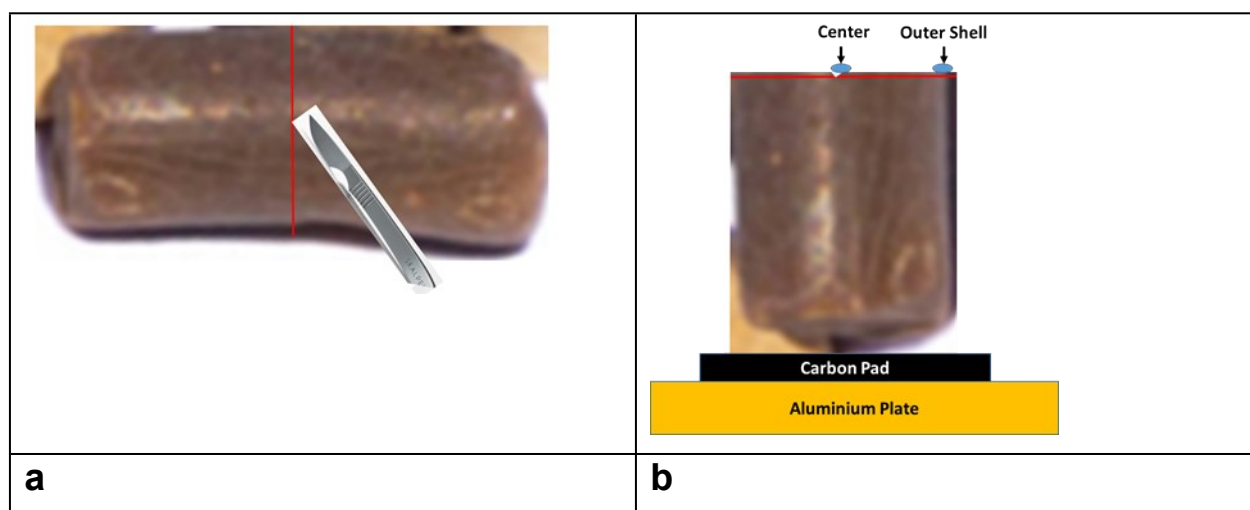 Center Outer Shell
Carbon Pad
Aluminium Plate
a b